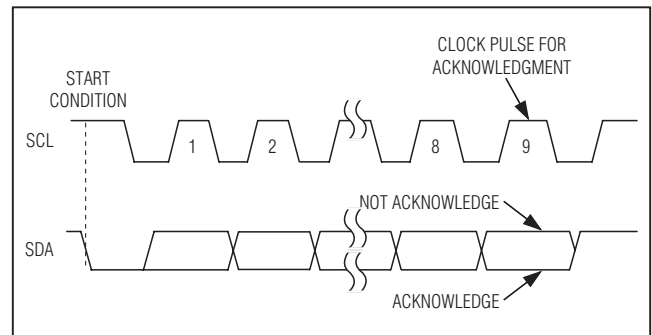 CLOCK PULSE FOR
ACKNOWLEDGMENT
START
CONDITION
SCL
1
2
8
9
NOT ACKNOWLEDGE
SDA
ACKNOWLEDGE